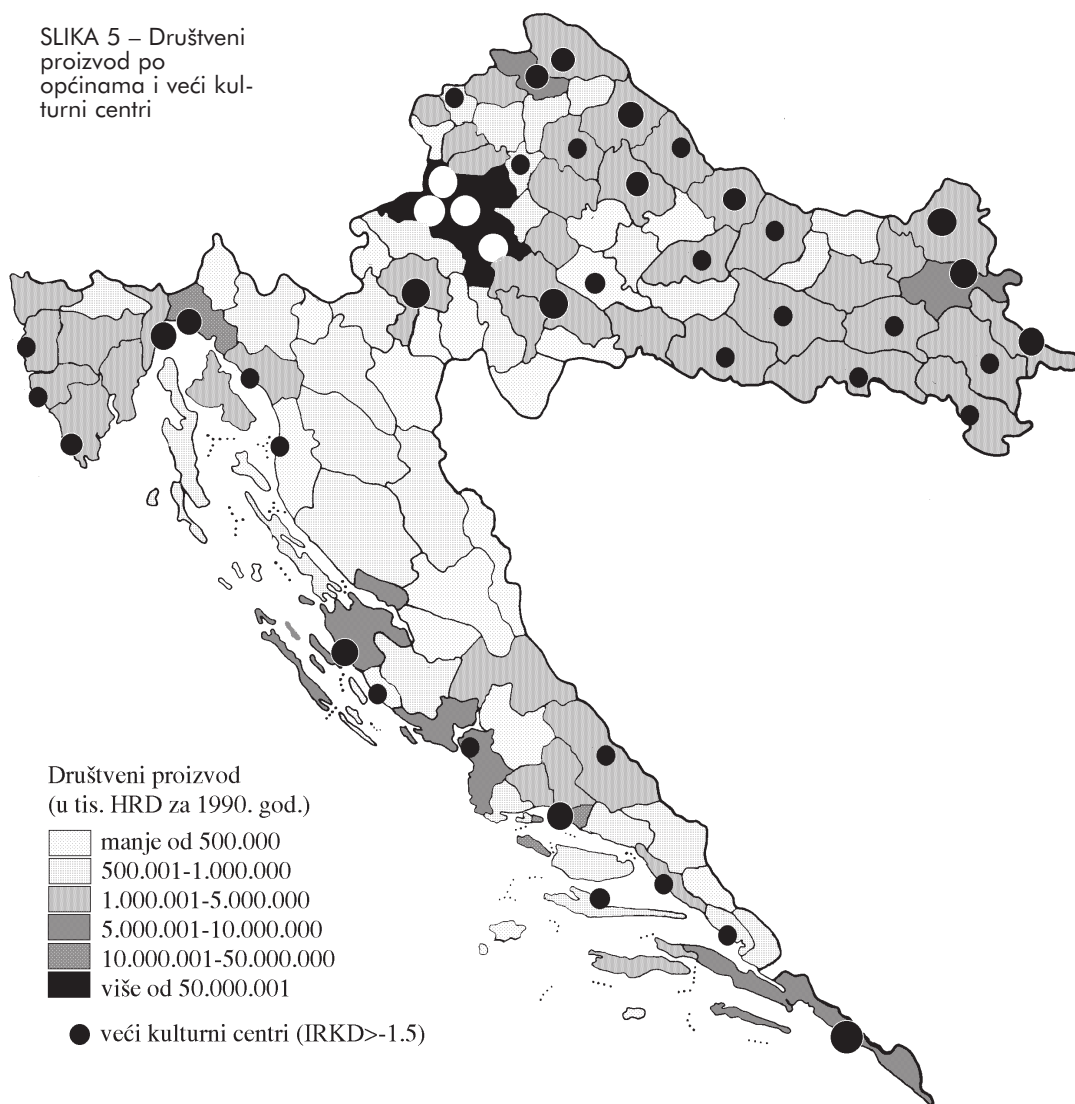 SLIKA 5 – Društveni
proizvod po
općinama i veći kul-
turni centri
Društveni proizvod
(u tis. HRD za 1990. god.)
manje od 500.000
500.001-1.000.000
1.000.001-5.000.000
5.000.001-10.000.000
10.000.001-50.000.000
više od 50.000.001
veći kulturni centri (IRKD>-1.5)